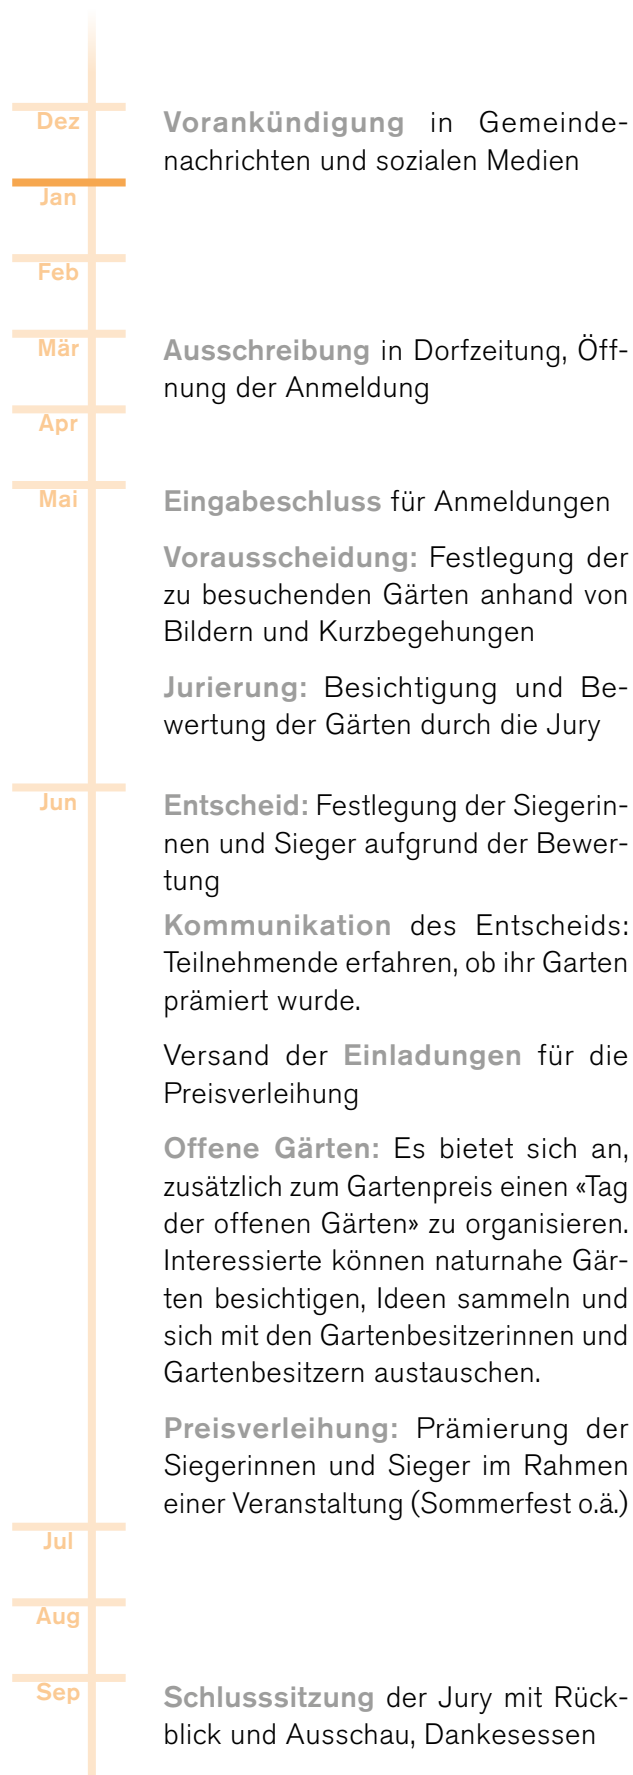 Dez
Vorankündigung in Gemeinde-
nachrichten und sozialen Medien
Jan
Feb
Mär
Ausschreibung in Dorfzeitung, Öff-
nung der Anmeldung
Apr
Mai
Eingabeschluss für Anmeldungen
Vorausscheidung: Festlegung der
zu besuchenden Gärten anhand von
Bildern und Kurzbegehungen
Jurierung: Besichtigung und Be-
wertung der Gärten durch die Jury
Jun
Entscheid: Festlegung der Siegerin-
nen und Sieger aufgrund der Bewer-
tung
Kommunikation des Entscheids:
Teilnehmende erfahren, ob ihr Garten
prämiert wurde.
Versand der Einladungen für die
Preisverleihung
Offene Gärten: Es bietet sich an,
zusätzlich zum Gartenpreis einen «Tag
der offenen Gärten» zu organisieren.
Interessierte können naturnahe Gär-
ten besichtigen, Ideen sammeln und
sich mit den Gartenbesitzerinnen und
Gartenbesitzern austauschen.
Preisverleihung: Prämierung der
Siegerinnen und Sieger im Rahmen
einer Veranstaltung (Sommerfest o.ä.)
Jul
Aug
Sep
Schlusssitzung der Jury mit Rück-
blick und Ausschau, Dankesessen